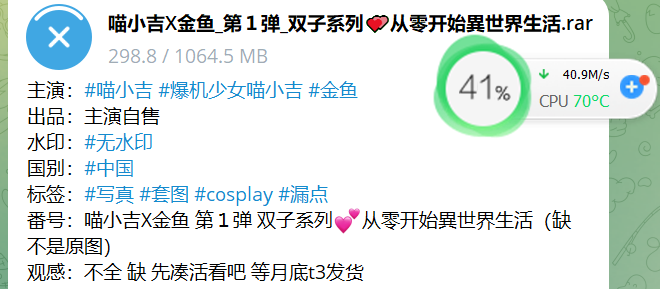 喵小吉X金鱼_第１弹_双子系列💞从零开始異世界生活.rar
298.8 / 1064.5 MB
41%
40.9M/s
CPU 70°C
主演：#喵小吉 #爆机少女喵小吉 #金鱼
出品：主演自售
水印：#无水印
国别：#中国
标签：#写真 #套图 #cosplay #漏点
番号：喵小吉X金鱼 第１弹 双子系列💕从零开始異世界生活（缺
不是原图）
观感：不全 缺 先凑活看吧 等月底t3发货